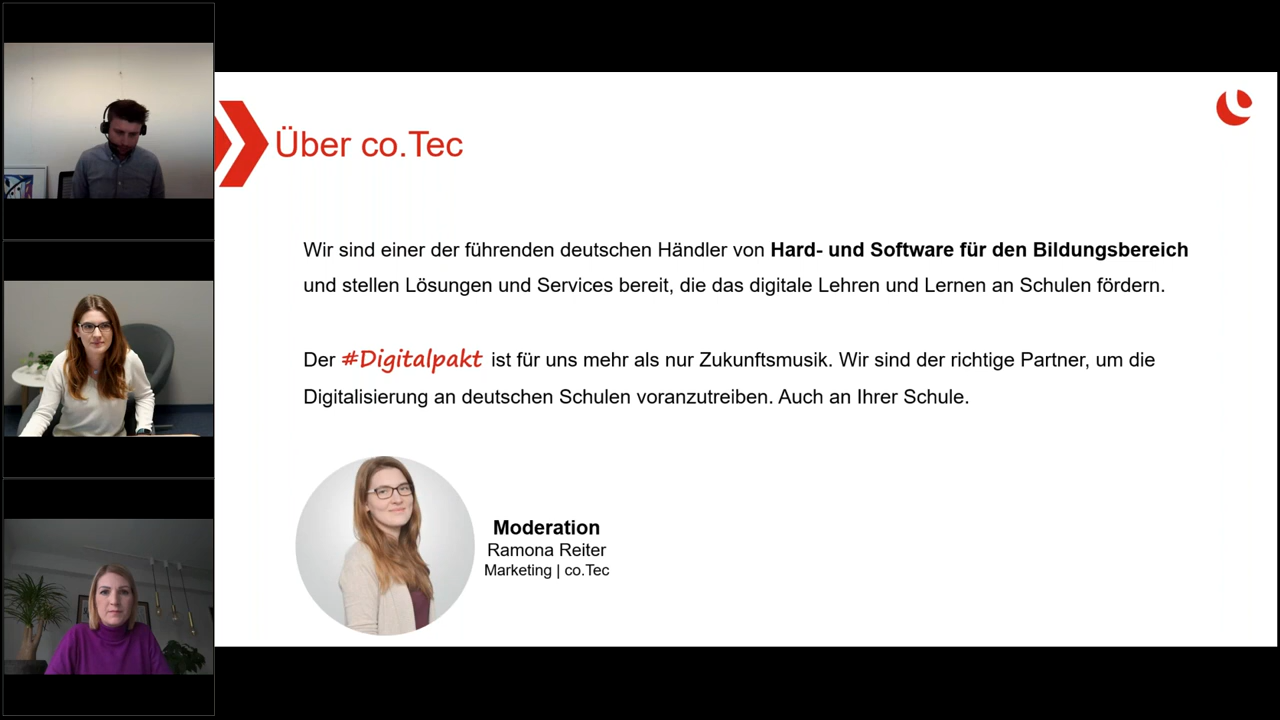 Über co.Tec
Wir sind einer der führenden deutschen Händler von Hard- und Software für den Bildungsbereich
und stellen Lösungen und Services bereit, die das digitale Lehren und Lernen an Schulen fördern.
Der #Digitalpakt ist für uns mehr als nur Zukunftsmusik. Wir sind der richtige Partner, um die
Digitalisierung an deutschen Schulen voranzutreiben. Auch an Ihrer Schule.
Moderation
Ramona Reiter
Marketing | co.Tec